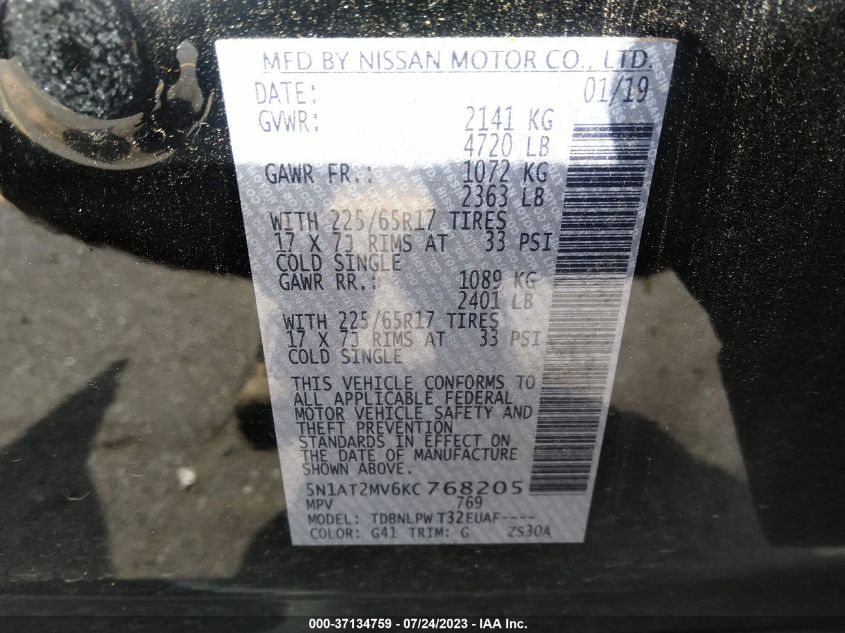 MFD BY NISSAN MOTOR CO., LTD.
DATE: 01/19
GVWR: 2141 KG
4720 LB
GAWR FR.: 1072 KG
2363 LB
WITH 225/65R17 TIRES
17 X 7J RIMS AT 33 PSI
COLD SINGLE
GAWR RR.: 1089 KG
2401 LB
WITH 225/65R17 TIRES
17 X 7J RIMS AT 33 PSI
COLD SINGLE
THIS VEHICLE CONFORMS TO
ALL APPLICABLE FEDERAL
MOTOR VEHICLE SAFETY AND
THEFT PREVENTION
STANDARDS IN EFFECT ON
THE DATE OF MANUFACTURE
SHOWN ABOVE.
5N1AT2MV6KC768205
MPV 769
MODEL: TDBNLPW T32EUAF----
COLOR: G41 TRIM: G ZS30A
000-37134759 - 07/24/2023 - IAA Inc.